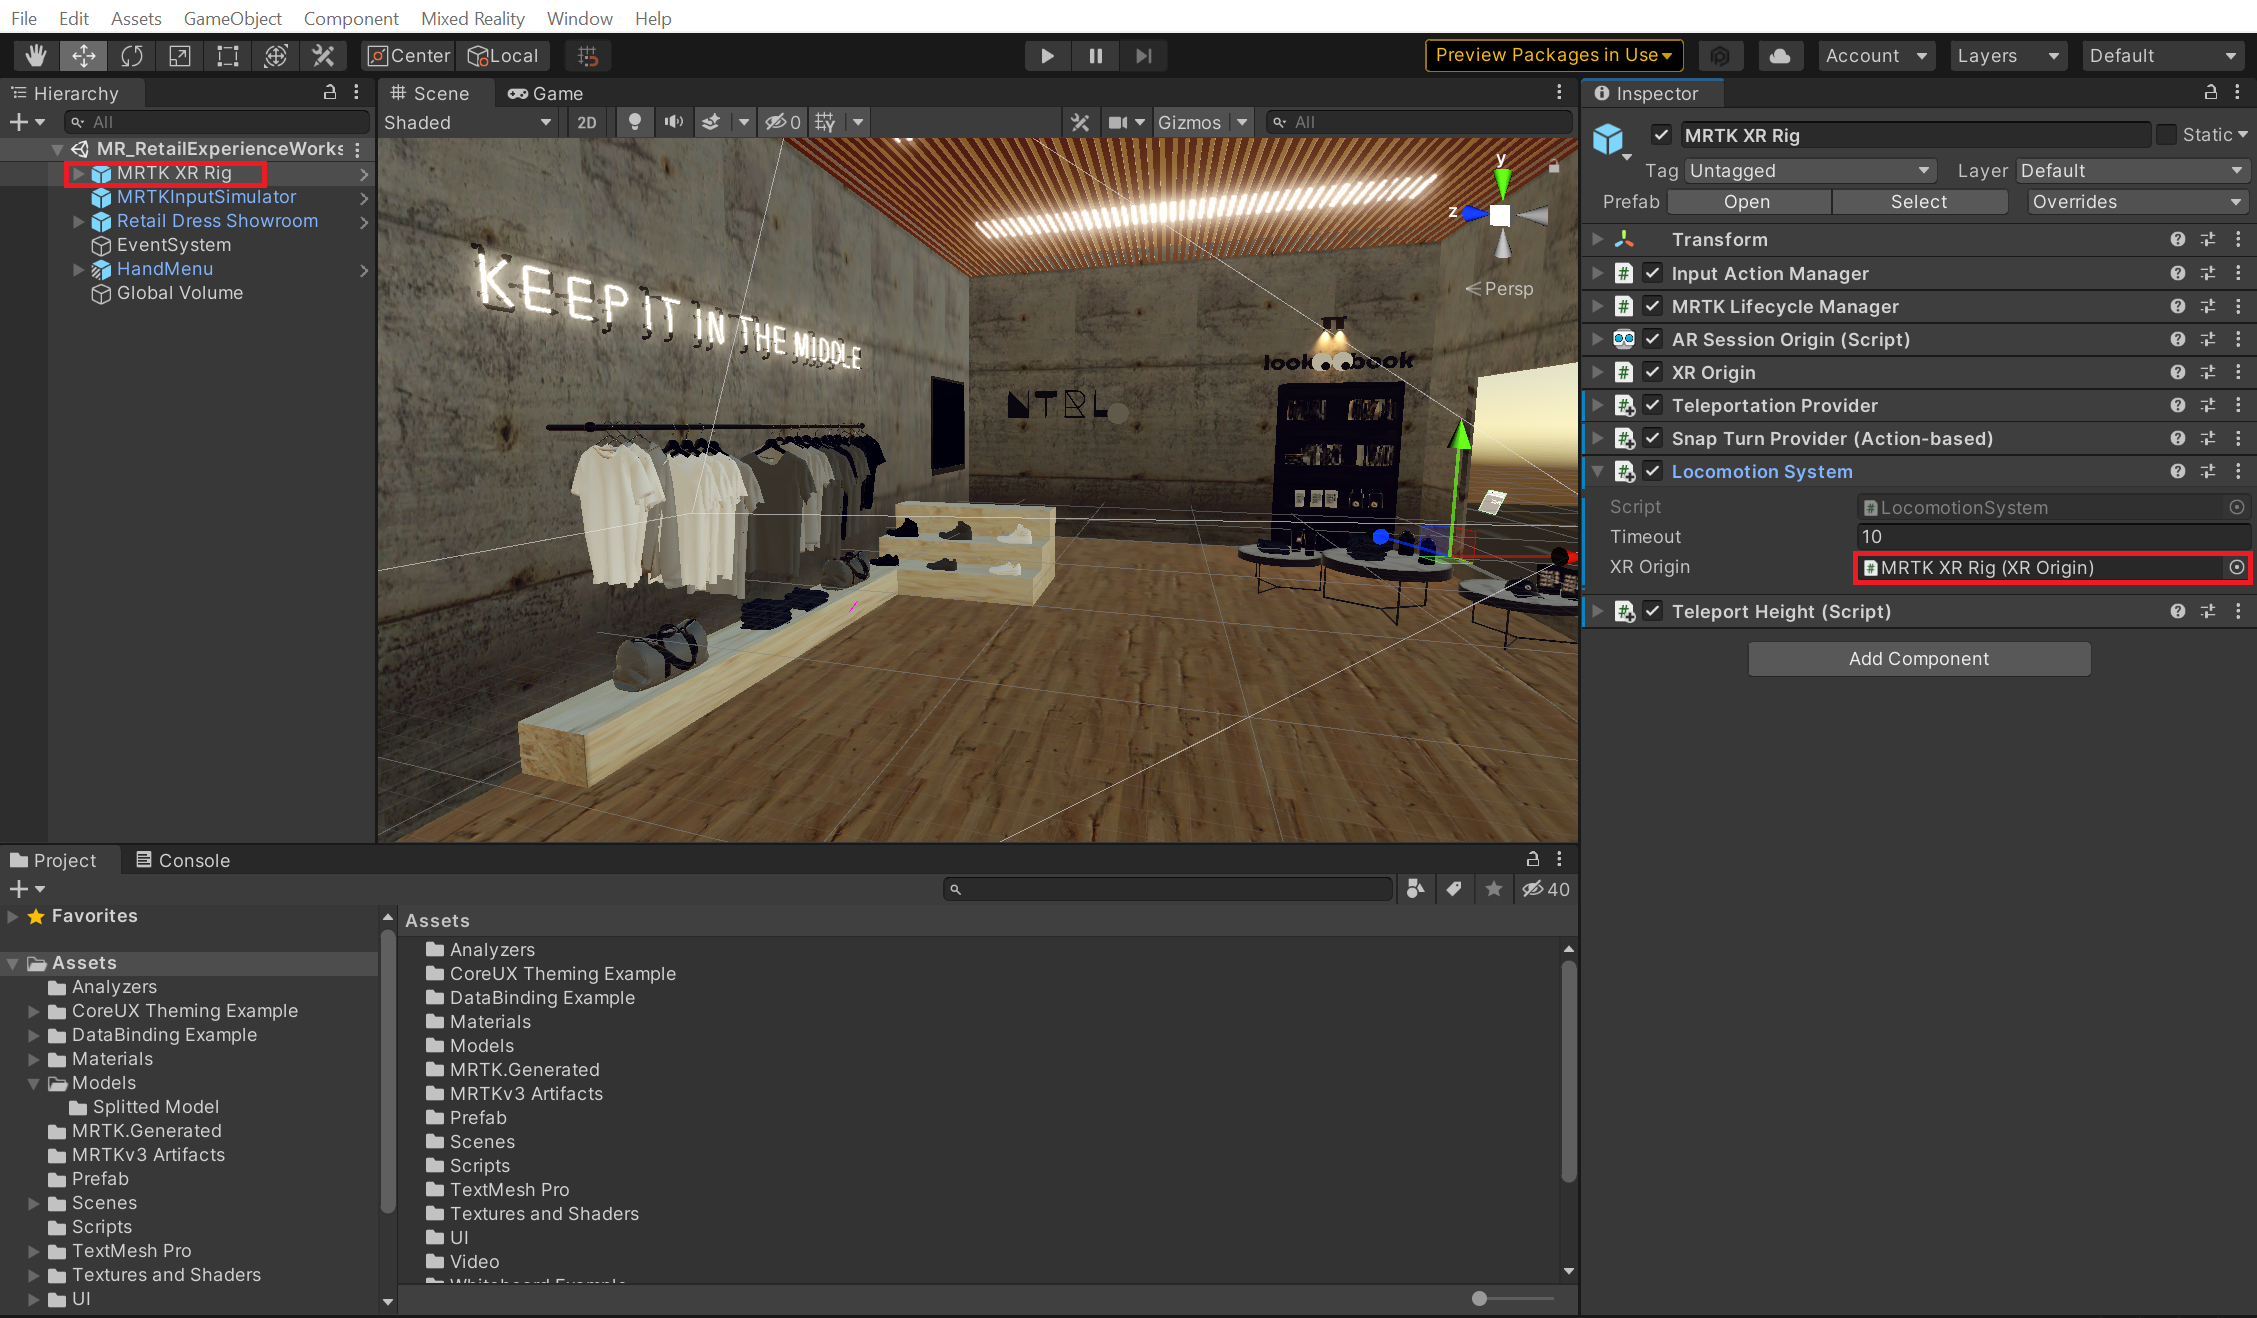 File Edit Assets GameObject Component Mixed Reality Window Help
Center Local Preview Packages in Use Account Layers Default
Hierarchy
All
MR_RetailExperienceWorks
MRTK XR Rig
MRTKInputSimulator
Retail Dress Showroom
EventSystem
HandMenu
Global Volume
Scene Game
Shaded 2D 0 Gizmos All
y
z
Persp
KEEP IT IN THE MIDDLE
NTBL
look book
Inspector
MRTK XR Rig Static
Tag Untagged Layer Default
Prefab Open Select Overrides
Transform
Input Action Manager
MRTK Lifecycle Manager
AR Session Origin (Script)
XR Origin
Teleportation Provider
Snap Turn Provider (Action-based)
Locomotion System
Script LocomotionSystem
Timeout 10
XR Origin MRTK XR Rig (XR Origin)
Teleport Height (Script)
Add Component
Project Console
40
Favorites
Assets
Analyzers
CoreUX Theming Example
DataBinding Example
Materials
Models
Splitted Model
MRTK.Generated
MRTKv3 Artifacts
Prefab
Scenes
Scripts
TextMesh Pro
Textures and Shaders
UI
Assets
Analyzers
CoreUX Theming Example
DataBinding Example
Materials
Models
MRTK.Generated
MRTKv3 Artifacts
Prefab
Scenes
Scripts
TextMesh Pro
Textures and Shaders
UI
Video